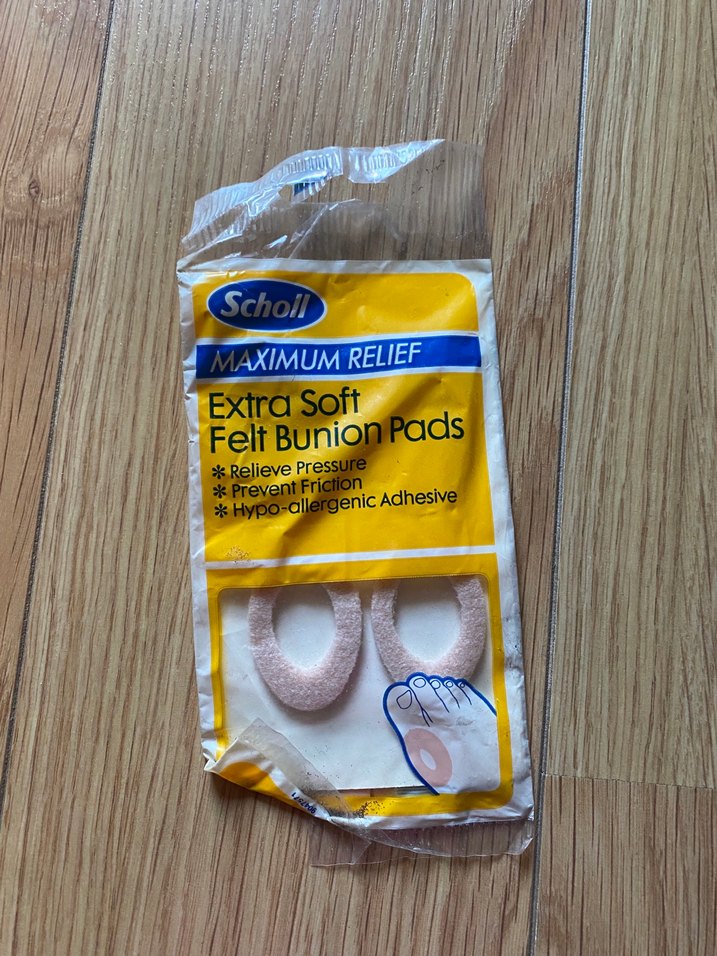 Scholl
MAXIMUM RELIEF
Extra Soft
Felt Bunion Pads
* Relieve Pressure
* Prevent Friction
* Hypo-allergenic Adhesive